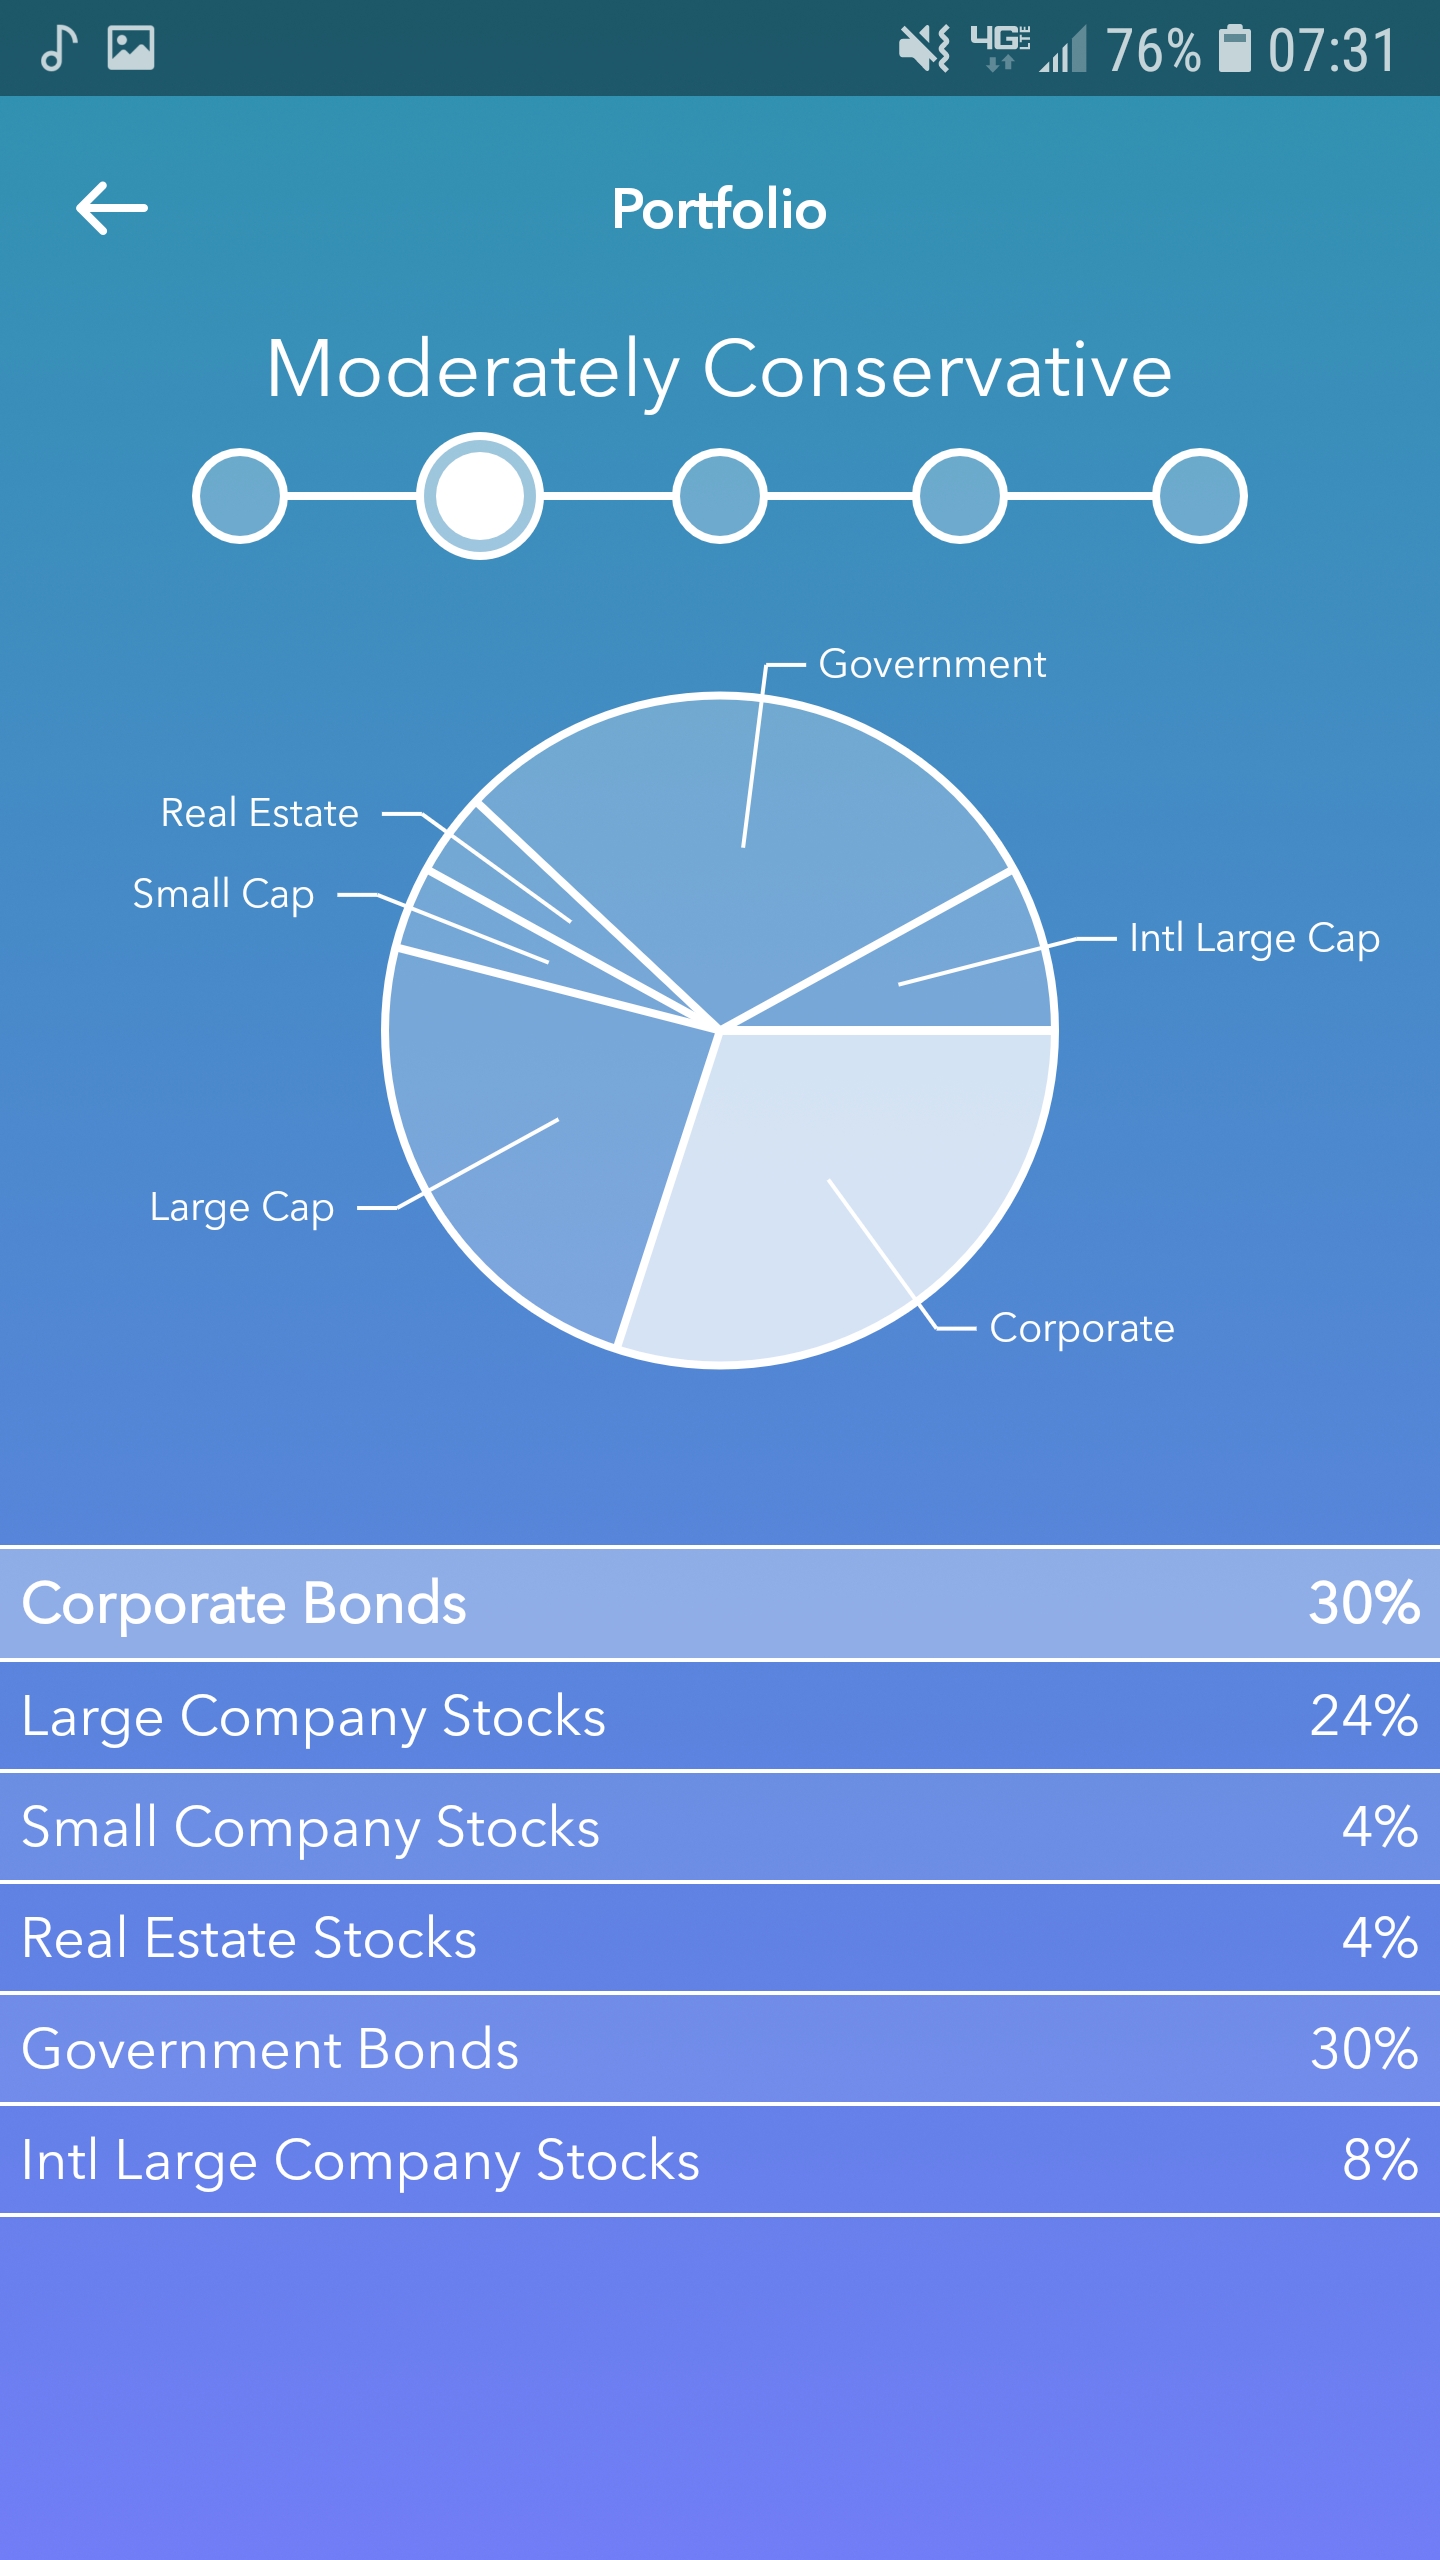 4G LTE 76% 07:31
Portfolio
Moderately Conservative
Government
Real Estate
Small Cap
Intl Large Cap
Large Cap
Corporate
Corporate Bonds 30%
Large Company Stocks 24%
Small Company Stocks 4%
Real Estate Stocks 4%
Government Bonds 30%
Intl Large Company Stocks 8%